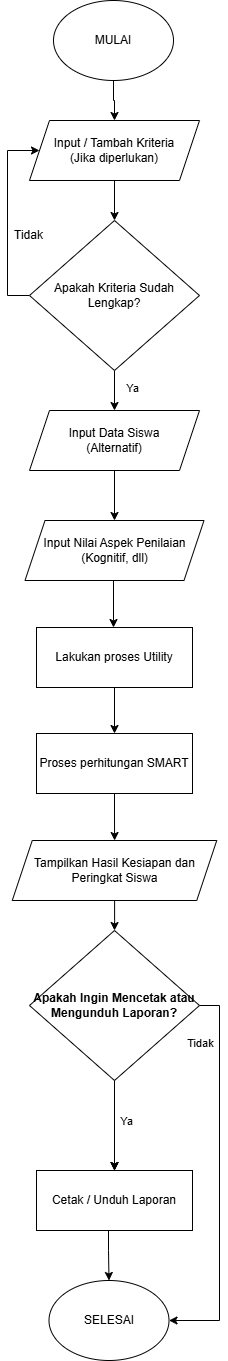 MULAI
Input / Tambah Kriteria
(Jika diperlukan)
Tidak
Apakah Kriteria Sudah
Lengkap?
Ya
Input Data Siswa
(Alternatif)
Input Nilai Aspek Penilaian
(Kognitif, dll)
Lakukan proses Utility
Proses perhitungan SMART
Tampilkan Hasil Kesiapan dan
Peringkat Siswa
Apakah Ingin Mencetak atau
Mengunduh Laporan?
Tidak
Ya
Cetak / Unduh Laporan
SELESAI